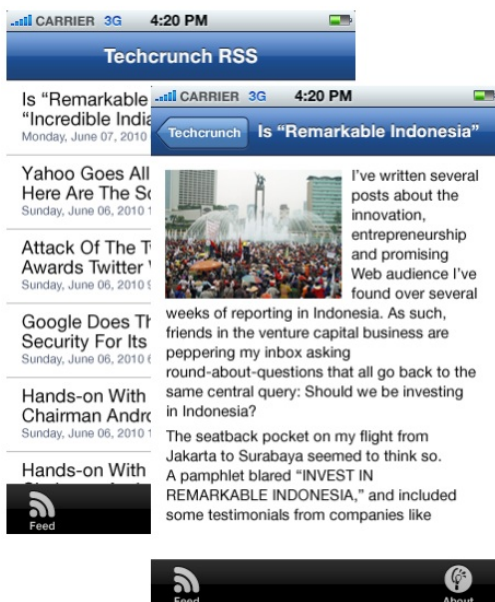 CARRIER 3G 4:20 PM
Techcrunch RSS
Is “Remarkable
“Incredible India
Monday, June 07, 2010
Yahoo Goes All
Here Are The
Sunday, June 06, 2010 1
Attack Of The
Awards Twitter
Sunday, June 06, 2010
Google Does
Security For Its
Sunday, June 06, 2010
Hands-on With
Chairman
Sunday, June 06, 2010 1
Hands-on With
Feed
CARRIER 3G 4:20 PM
Techcrunch Is “Remarkable Indonesia”
I’ve written several
posts about the
innovation,
entrepreneurship
and promising
Web audience I’ve
found over several
weeks of reporting in Indonesia. As such,
friends in the venture capital business are
peppering my inbox asking
round-about-questions that all go back to the
same central query: Should we be investing
in Indonesia?
The seatback pocket on my flight from
Jakarta to Surabaya seemed to think so.
A pamphlet blared “INVEST IN
REMARKABLE INDONESIA,” and included
some testimonials from companies like
Feed About